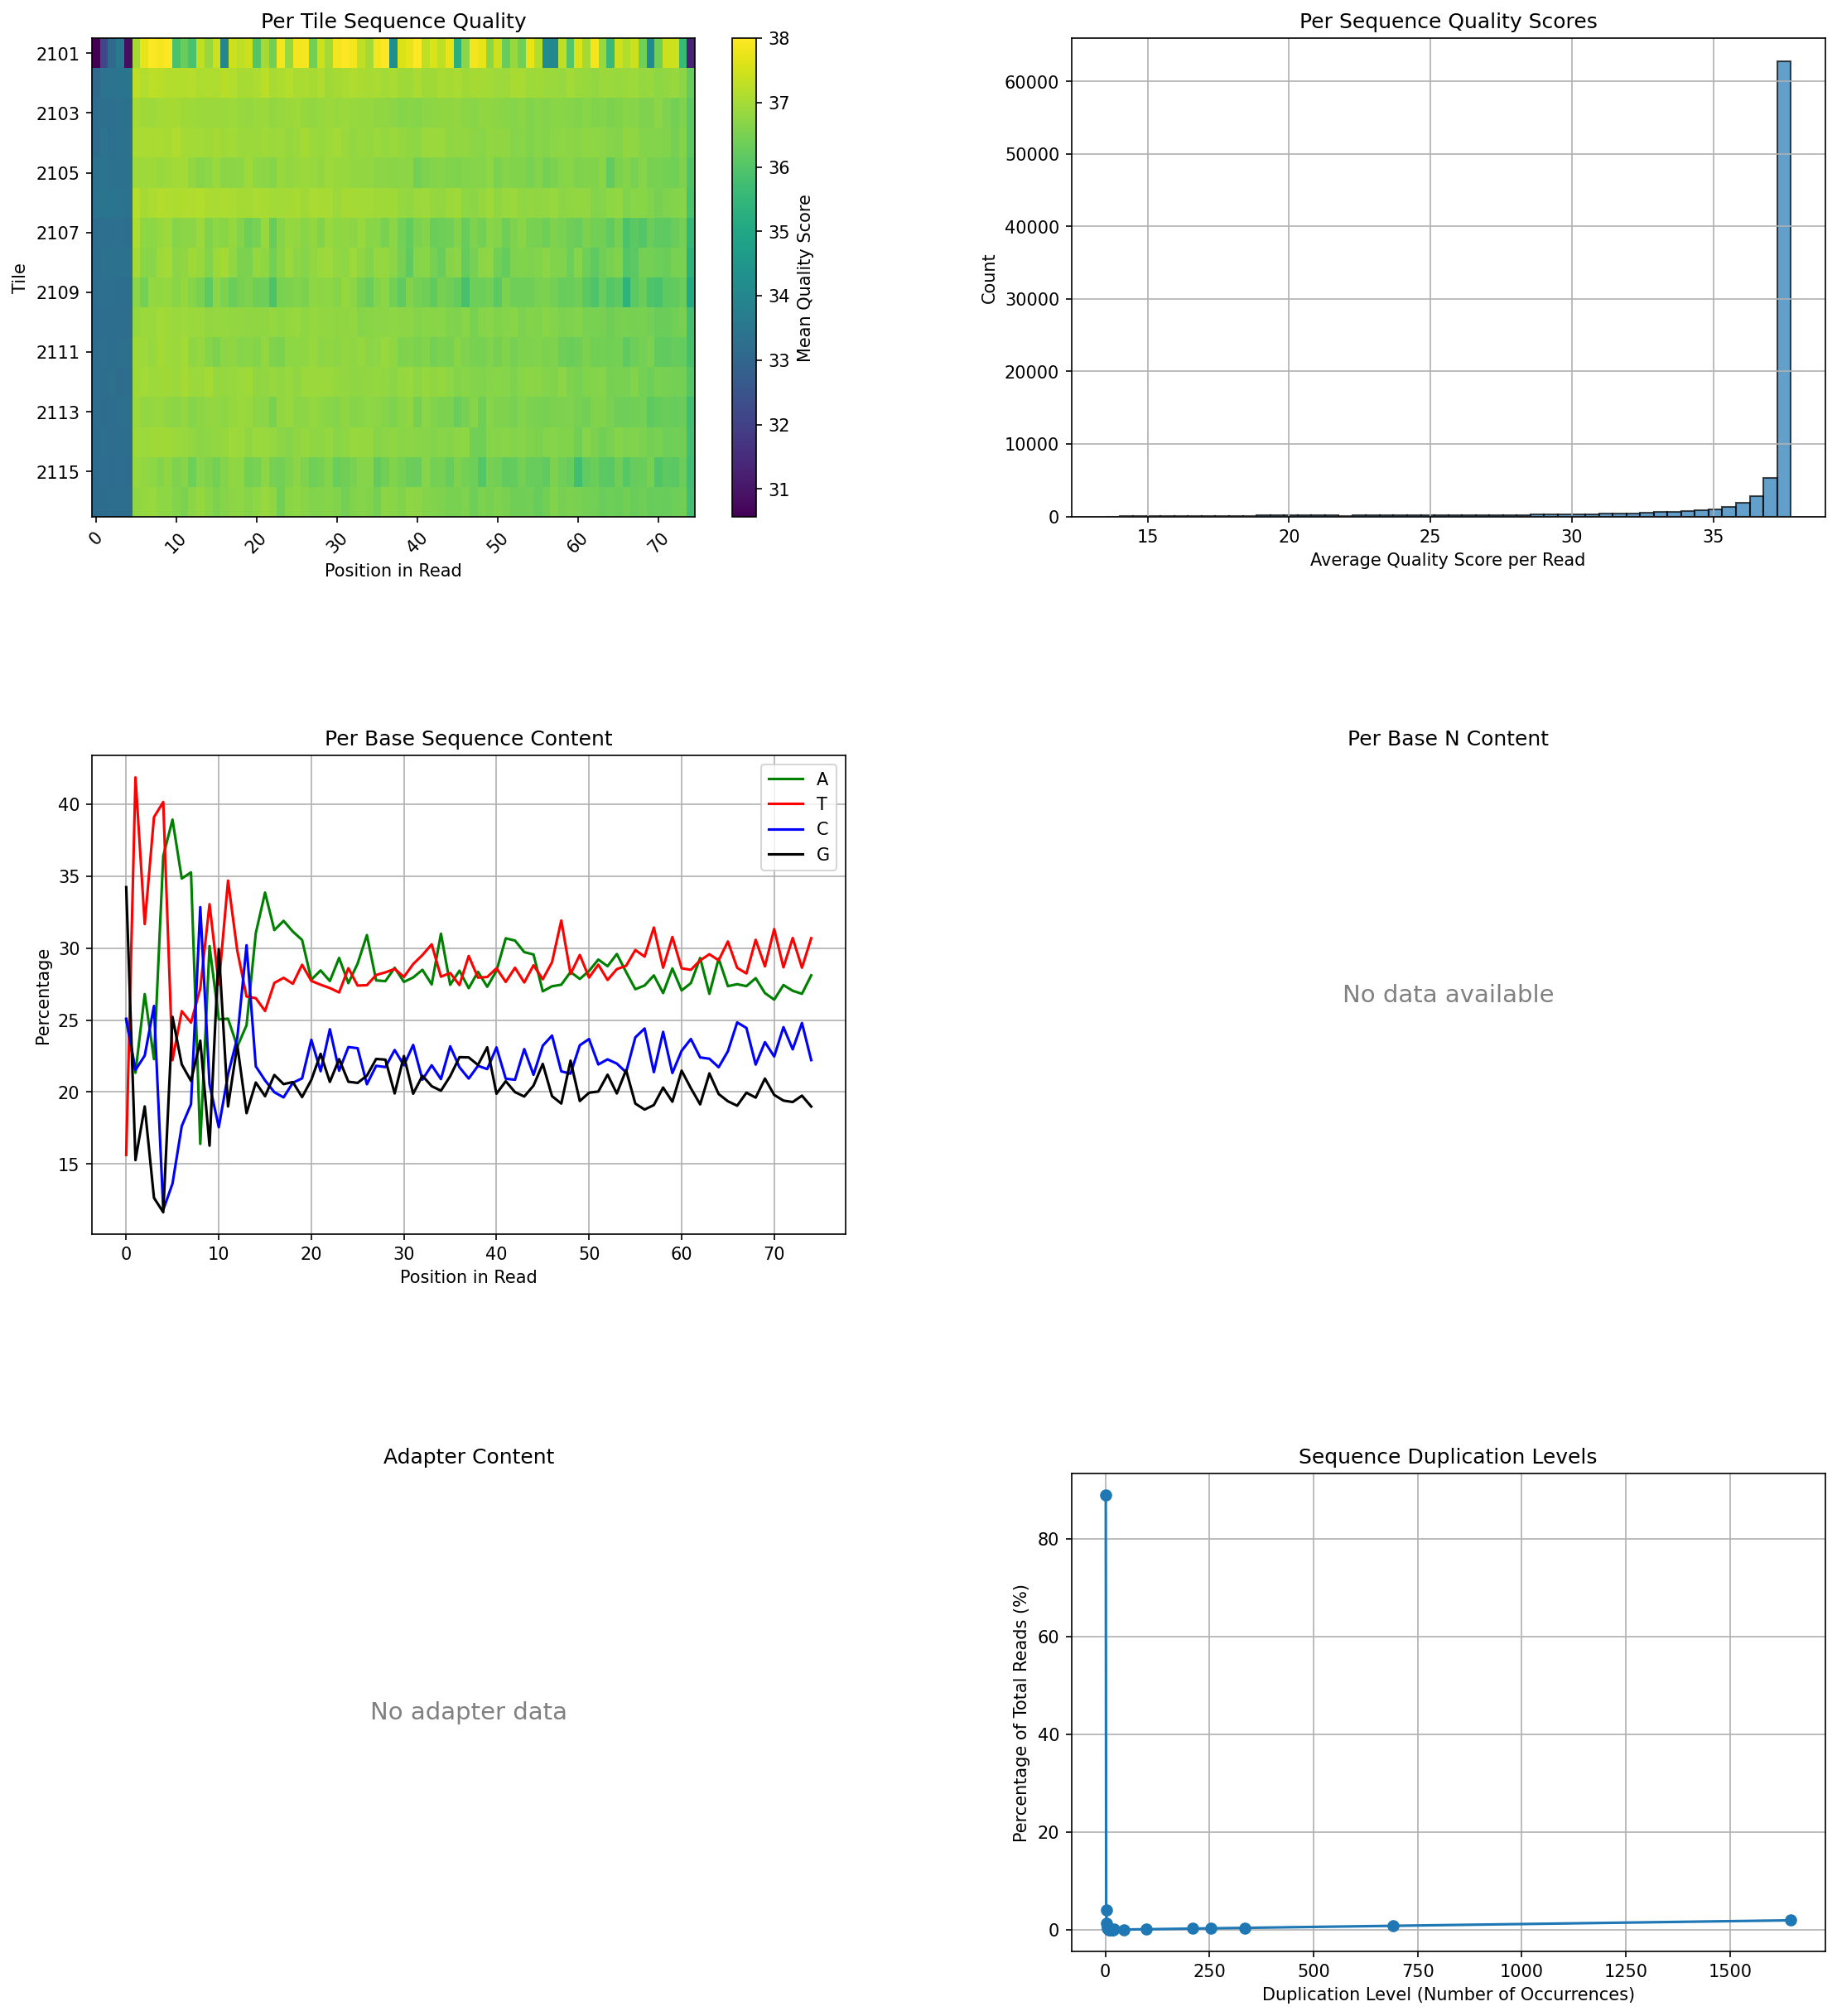 Per Tile Sequence Quality
2101
2103
2105
2107
2109
2111
2113
2115
Tile
0
10
20
30
40
50
60
70
Position in Read
38
37
36
35
34
33
32
31
Mean Quality Score
Per Sequence Quality Scores
60000
50000
40000
30000
20000
10000
0
Count
15
20
25
30
35
Average Quality Score per Read
Per Base Sequence Content
40
35
30
25
20
15
Percentage
A
T
C
G
0
10
20
30
40
50
60
70
Position in Read
Per Base N Content
No data available
Adapter Content
No adapter data
Sequence Duplication Levels
80
60
40
20
0
Percentage of Total Reads (%)
0
250
500
750
1000
1250
1500
Duplication Level (Number of Occurrences)